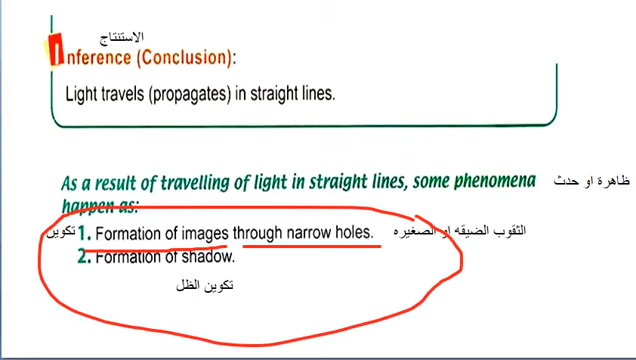 الاستنتاج
Inference (Conclusion):
Light travels (propagates) in straight lines.
As a result of travelling of light in straight lines, some phenomena ظاهرة او حدث
happen as:
تكوين 1. Formation of images through narrow holes. الثقوب الضيقه او الصغيره
2. Formation of shadow.
تكوين الظل